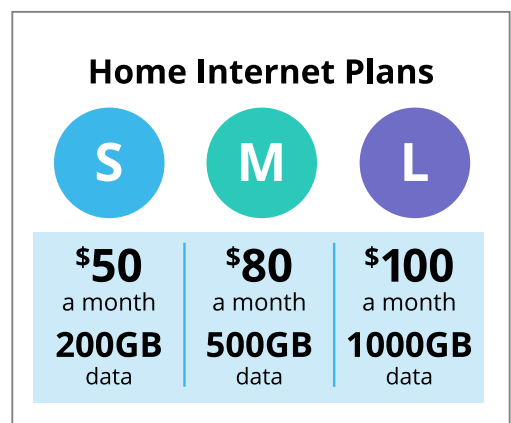 Home Internet Plans
S M L
$50 $80 $100
a month a month a month
200GB 500GB 1000GB
data data data